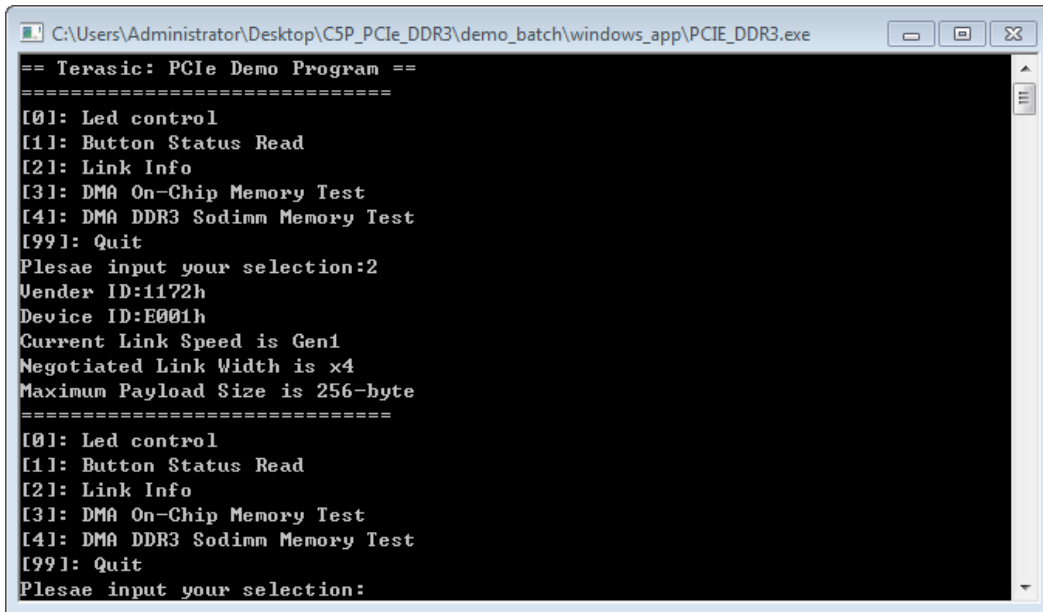 C:\Users\Administrator\Desktop\C5P_PCIe_DDR3\demo_batch\windows_app\PCIE_DDR3.exe
== Terasic: PCIe Demo Program ==
==============================
[0]: Led control
[1]: Button Status Read
[2]: Link Info
[3]: DMA On-Chip Memory Test
[4]: DMA DDR3 Sodimm Memory Test
[99]: Quit
Plesae input your selection:2
Vender ID:1172h
Device ID:E001h
Current Link Speed is Gen1
Negotiated Link Width is x4
Maximum Payload Size is 256-byte
==============================
[0]: Led control
[1]: Button Status Read
[2]: Link Info
[3]: DMA On-Chip Memory Test
[4]: DMA DDR3 Sodimm Memory Test
[99]: Quit
Plesae input your selection: